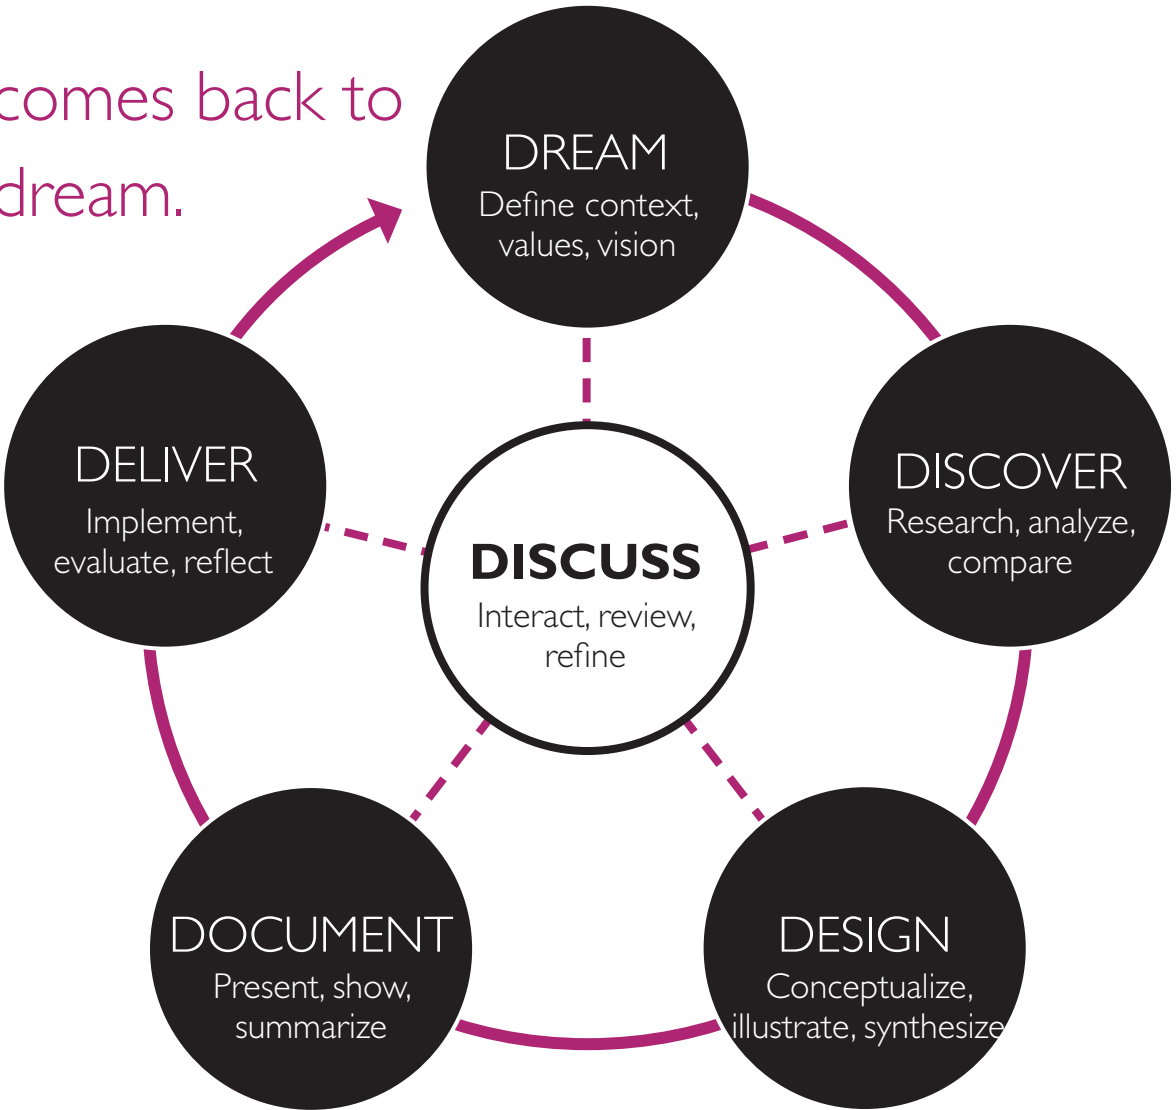 comes back to
dream.
DREAM
Define context,
values, vision
DISCOVER
Research, analyze,
compare
DESIGN
Conceptualize,
illustrate, synthesize
DOCUMENT
Present, show,
summarize
DELIVER
Implement,
evaluate, reflect
DISCUSS
Interact, review,
refine